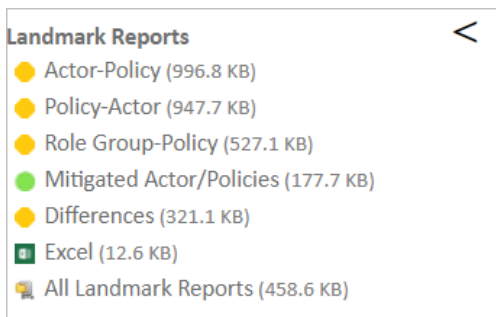 Landmark Reports <
Actor-Policy (996.8 KB)
Policy-Actor (947.7 KB)
Role Group-Policy (527.1 KB)
Mitigated Actor/Policies (177.7 KB)
Differences (321.1 KB)
Excel (12.6 KB)
All Landmark Reports (458.6 KB)